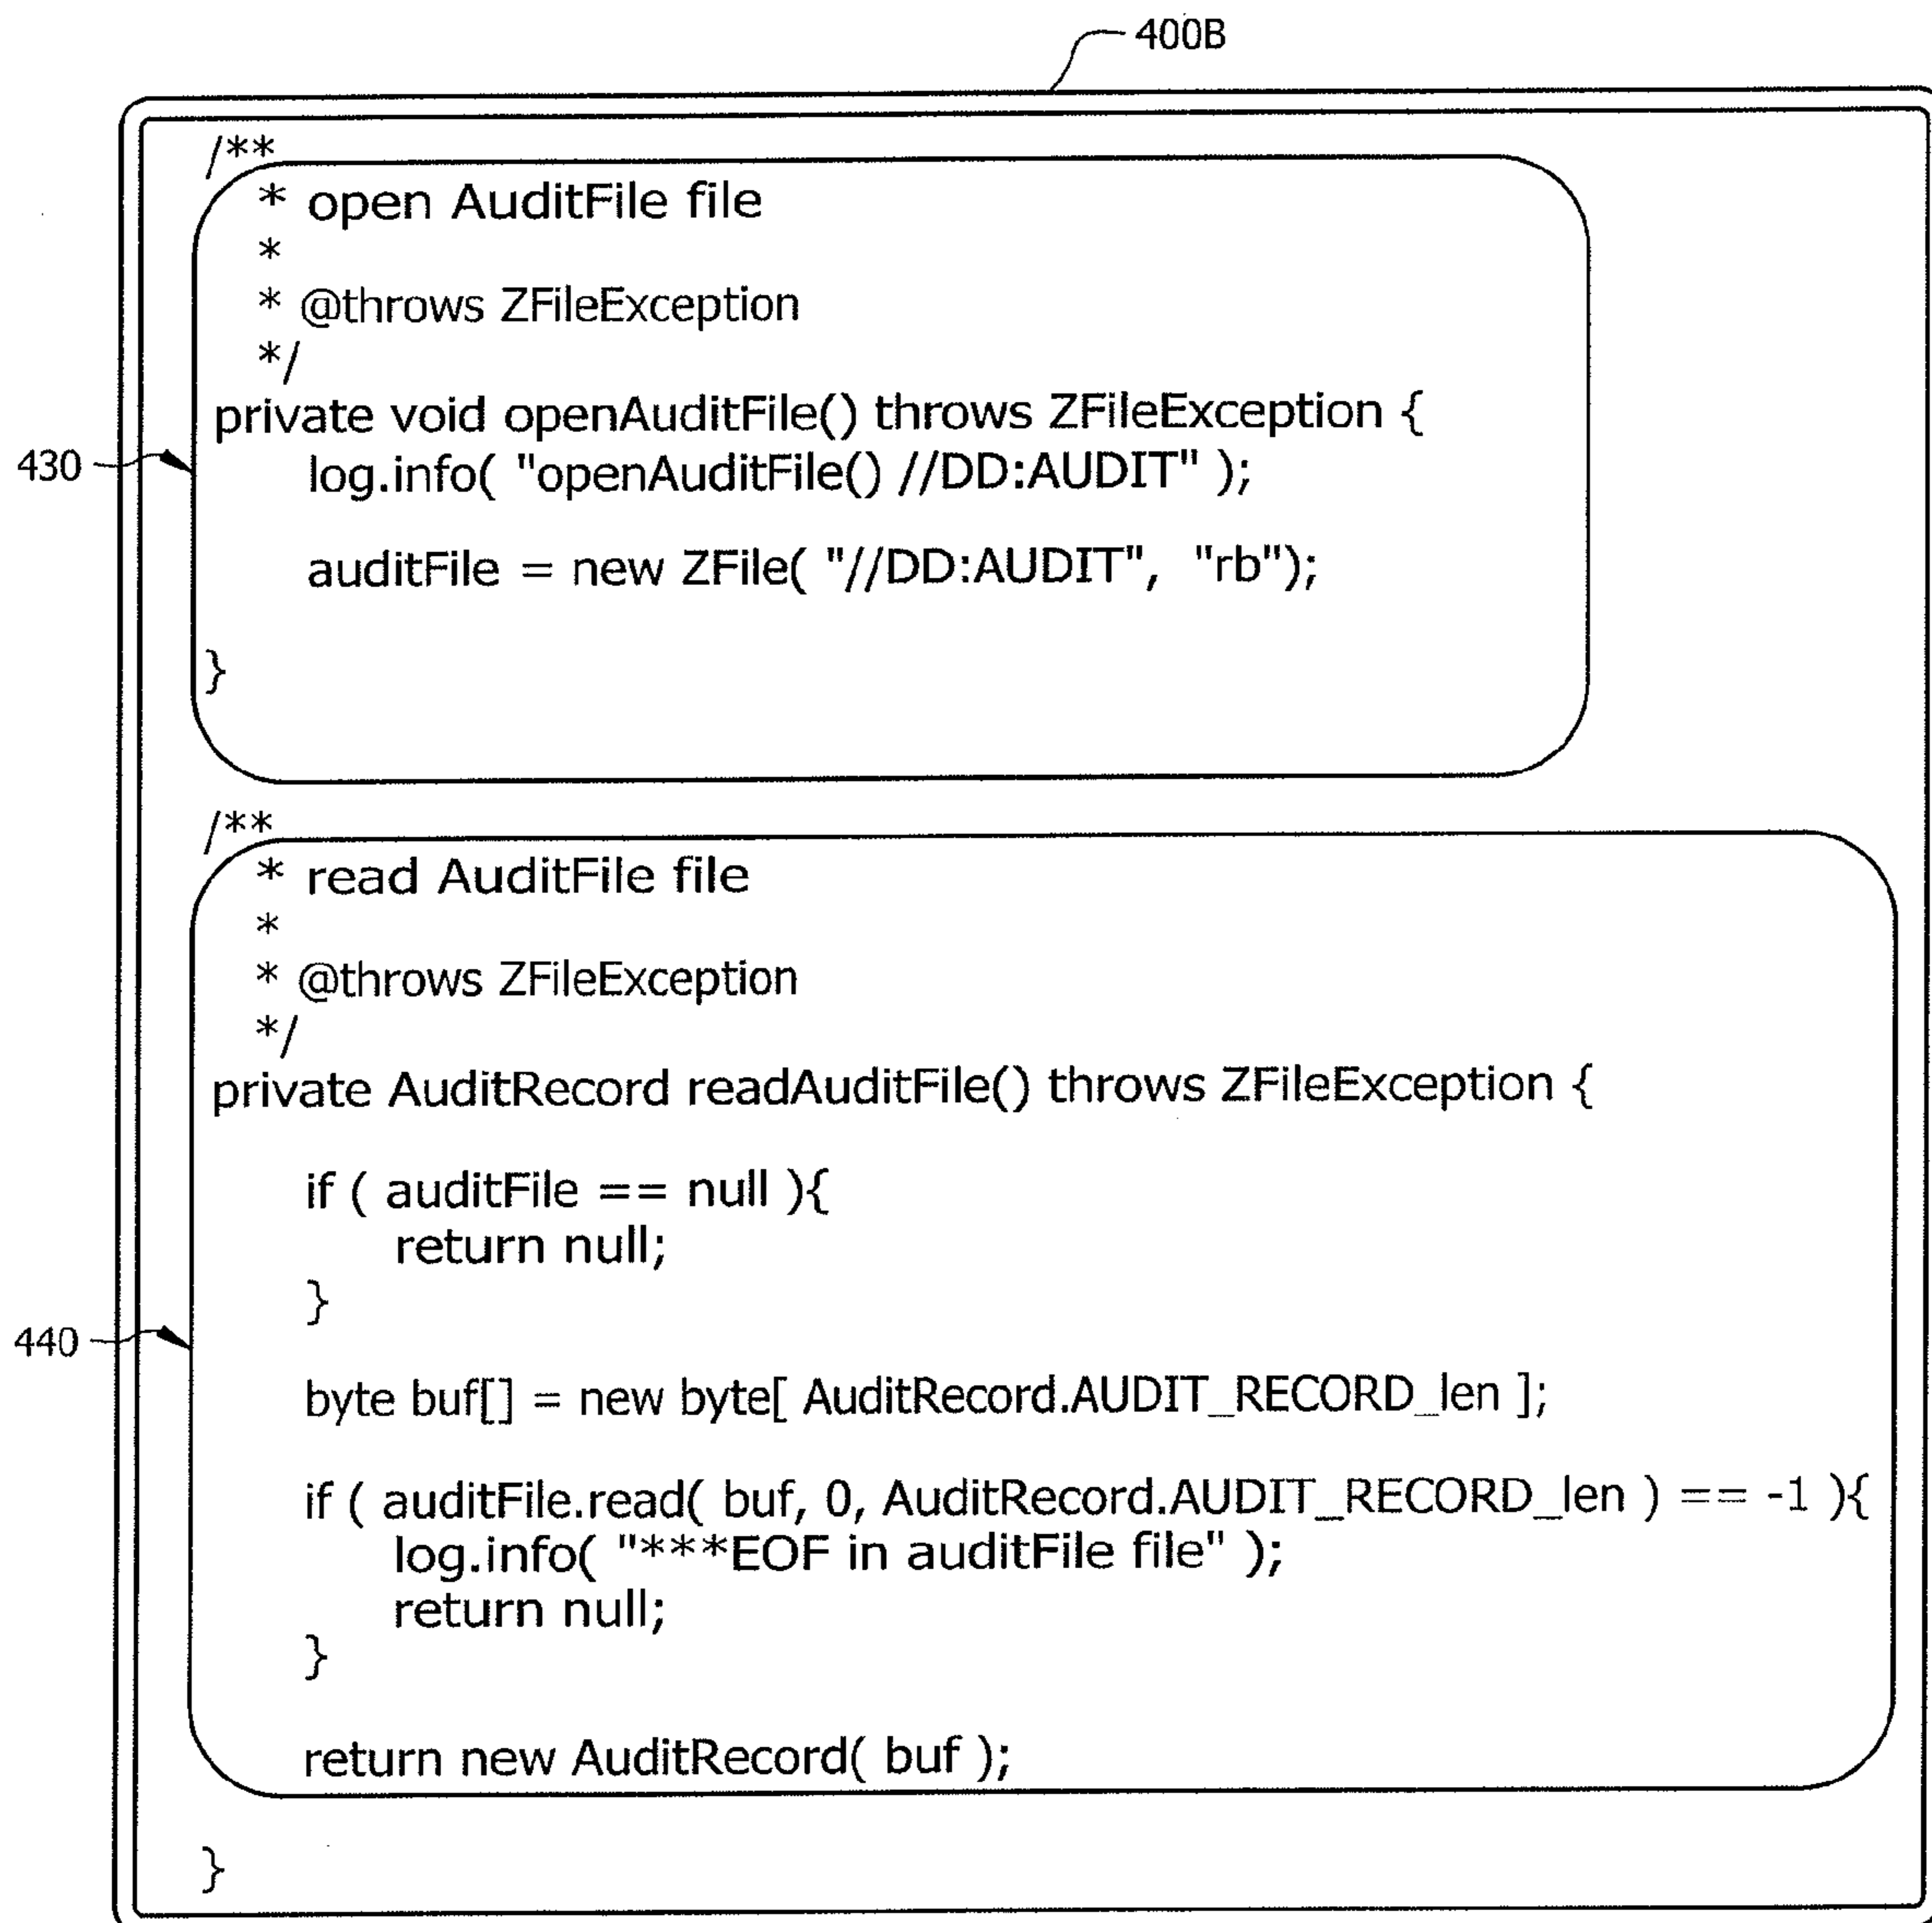 400B
/**
* open AuditFile file
*
* @throws ZFileException
*/
private void openAuditFile() throws ZFileException {
430
log.info( "openAuditFile() //DD:AUDIT" );
auditFile = new ZFile( "//DD:AUDIT", "rb");
}
/**
* read AuditFile file
*
* @throws ZFileException
*/
private AuditRecord readAuditFile() throws ZFileException {
if ( auditFile == null ){
return null;
}
440
byte buf[] = new byte[ AuditRecord.AUDIT_RECORD_len ];
if ( auditFile.read( buf, 0, AuditRecord.AUDIT_RECORD_len ) == -1 ){
log.info( "***EOF in auditFile file" );
return null;
}
return new AuditRecord( buf );
}